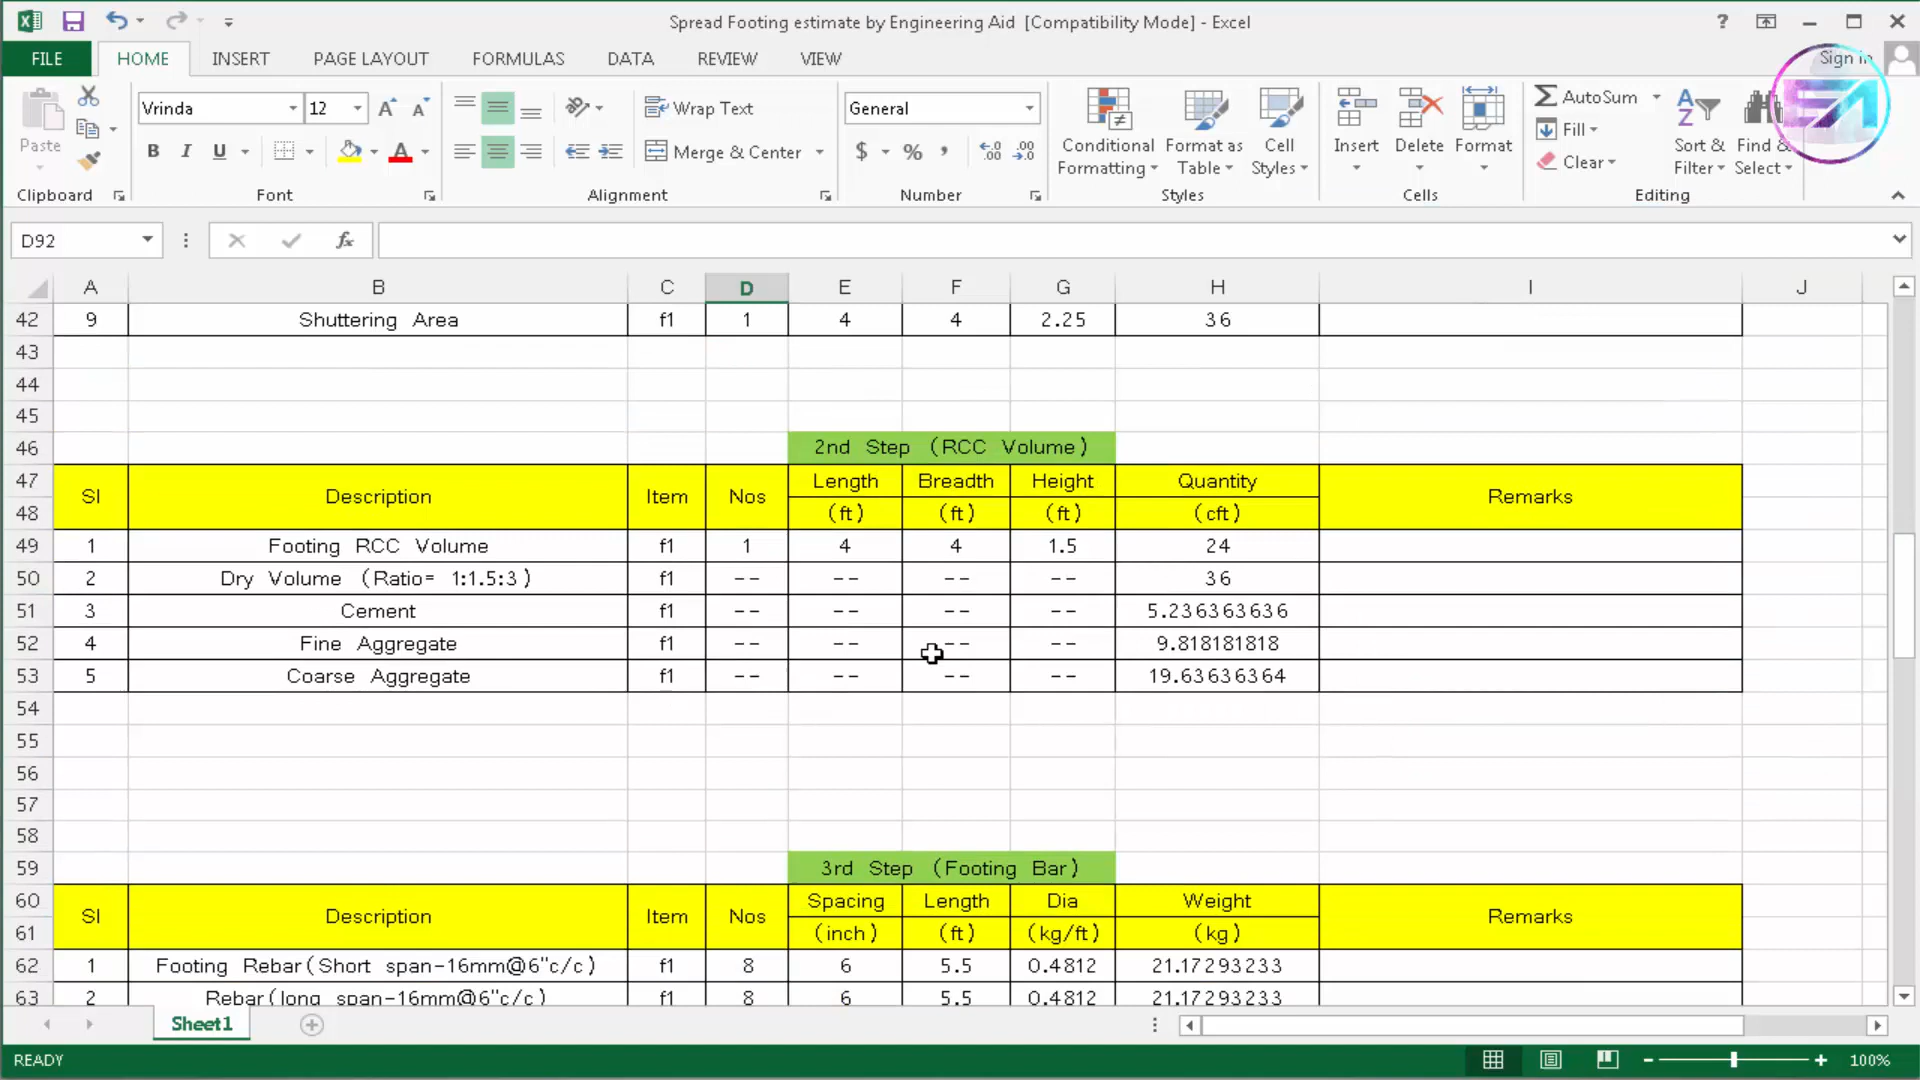 Spread Footing estimate by Engineering Aid [Compatibility Mode] - Excel
FILE HOME INSERT PAGE LAYOUT FORMULAS DATA REVIEW VIEW Sign in
Paste
Vrinda 12
B I U A
Wrap Text
Merge & Center
General
$ % ,
Conditional Formatting
Format as Table
Cell Styles
Insert Delete Format
AutoSum
Fill
Clear
Sort & Filter
Find & Select
EA
Clipboard Font Alignment Number Styles Cells Editing
D92 fx
A B C D E F G H I J
42 9 Shuttering Area f1 1 4 4 2.25 36
43
44
45
46 2nd Step (RCC Volume)
47 Sl Description Item Nos Length Breadth Height Quantity Remarks
48 (ft) (ft) (ft) (cft)
49 1 Footing RCC Volume f1 1 4 4 1.5 24
50 2 Dry Volume (Ratio= 1:1.5:3) f1 -- -- -- -- 36
51 3 Cement f1 -- -- -- -- 5.236363636
52 4 Fine Aggregate f1 -- -- -- -- 9.818181818
53 5 Coarse Aggregate f1 -- -- -- -- 19.63636364
54
55
56
57
58
59 3rd Step (Footing Bar)
60 Sl Description Item Nos Spacing Length Dia Weight Remarks
61 (inch) (ft) (kg/ft) (kg)
62 1 Footing Rebar(Short span-16mm@6"c/c) f1 8 6 5.5 0.4812 21.17293233
63 2 Rebar(long span-16mm@6"c/c) f1 8 6 5.5 0.4812 21.17293233
Sheet1
READY 100%